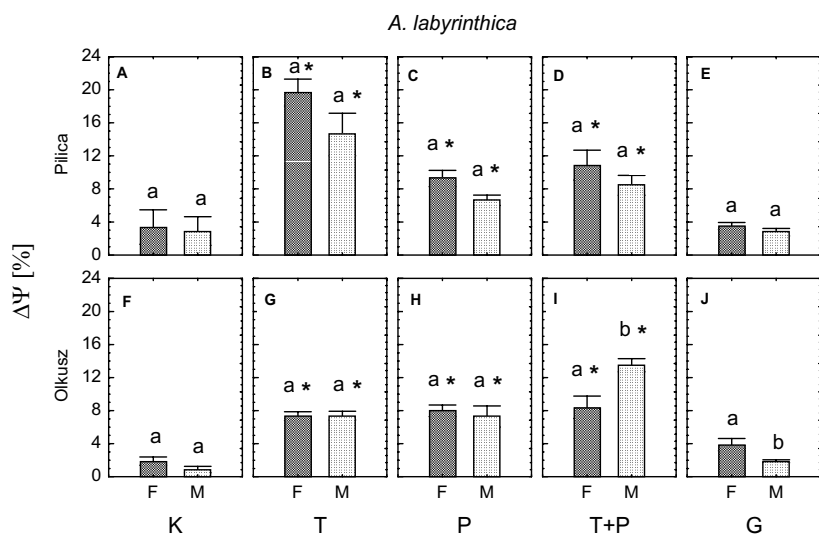 A. labyrinthica
ΔΨ [%]
Pilica
24
20
16
12
8
4
0
A
a
a
B
a *
a *
C
a *
a *
D
a *
a *
E
a
a
Olkusz
24
20
16
12
8
4
0
F
a
a
G
a *
a *
H
a *
a *
I
a *
b *
J
a
b
F M F M F M F M F M
K T P T+P G